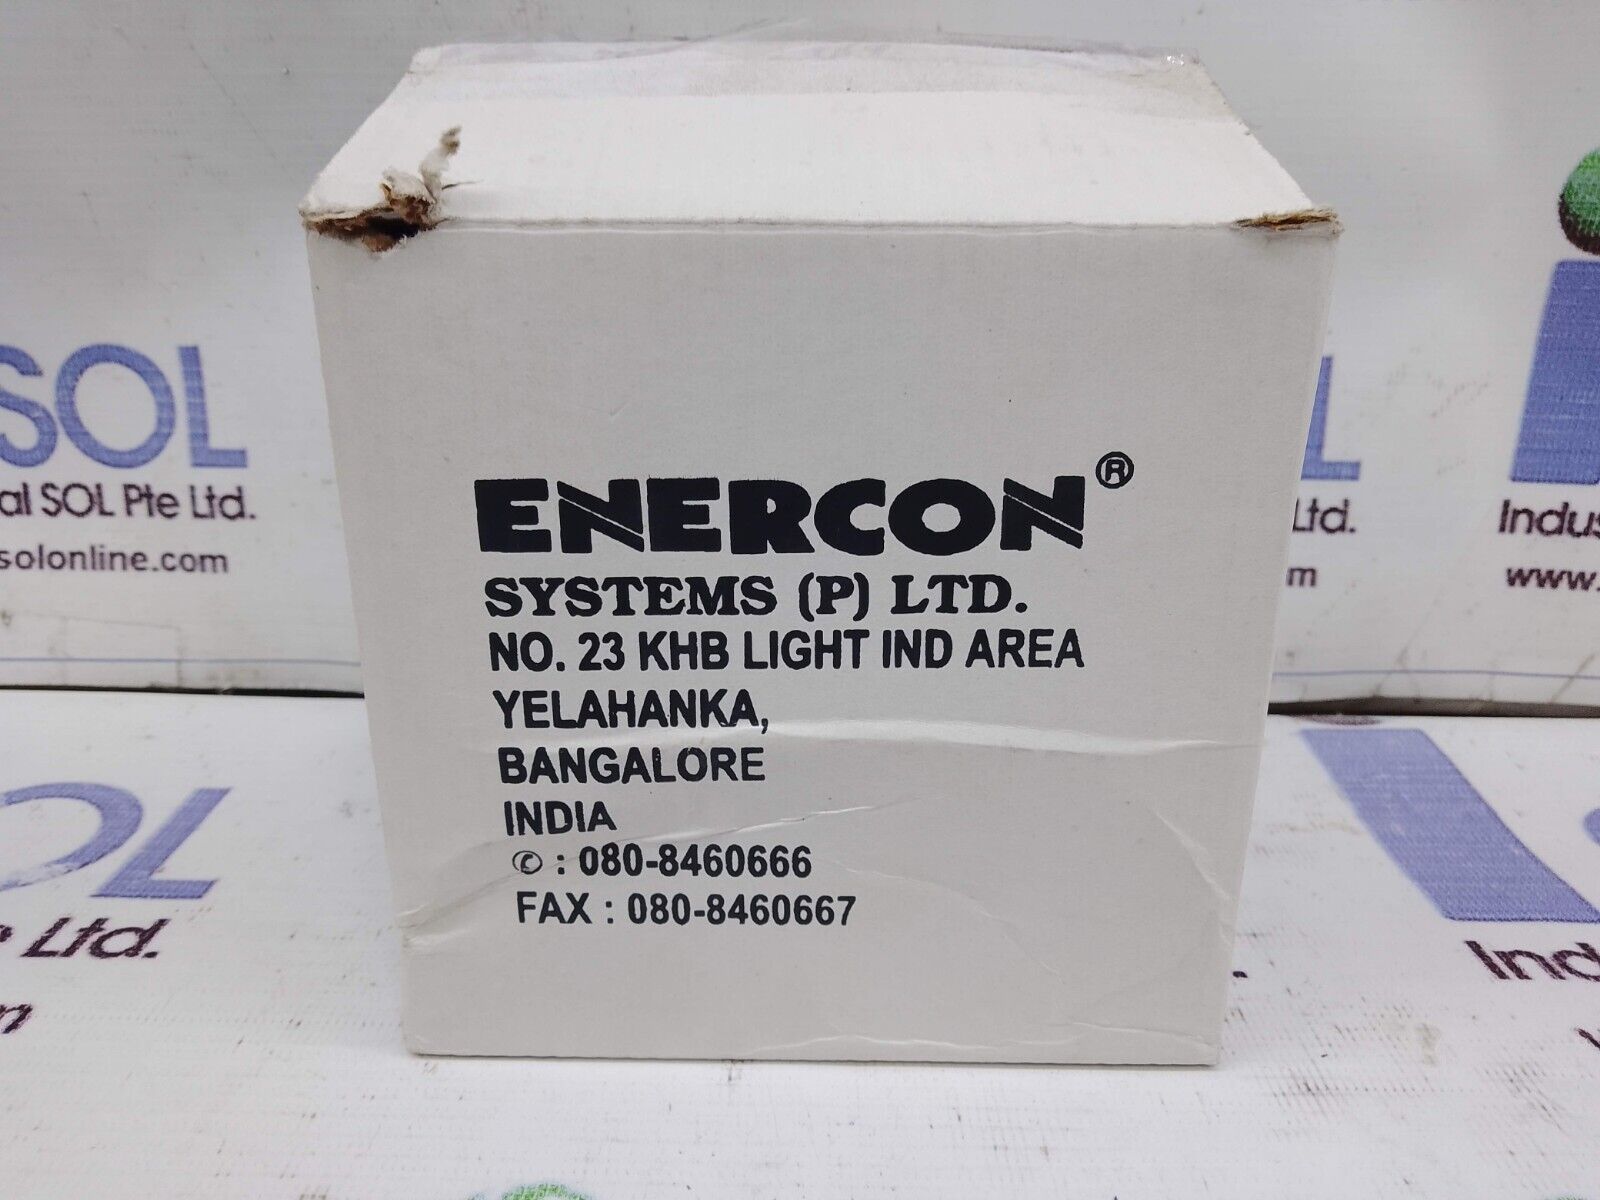 ENERCON®
SYSTEMS (P) LTD.
NO. 23 KHB LIGHT IND AREA
YELAHANKA,
BANGALORE
INDIA
✆ : 080-8460666
FAX : 080-8460667
SOL
al SOL Pte Ltd.
solonline.com
Ltd.
m
Indus
www.
OL
e Ltd.
m
Ind